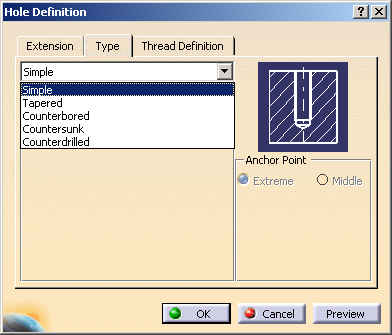 Hole Definition
Extension Type Thread Definition
Simple
Simple
Tapered
Counterbored
Countersunk
Counterdrilled
Anchor Point
Extreme Middle
OK Cancel Preview